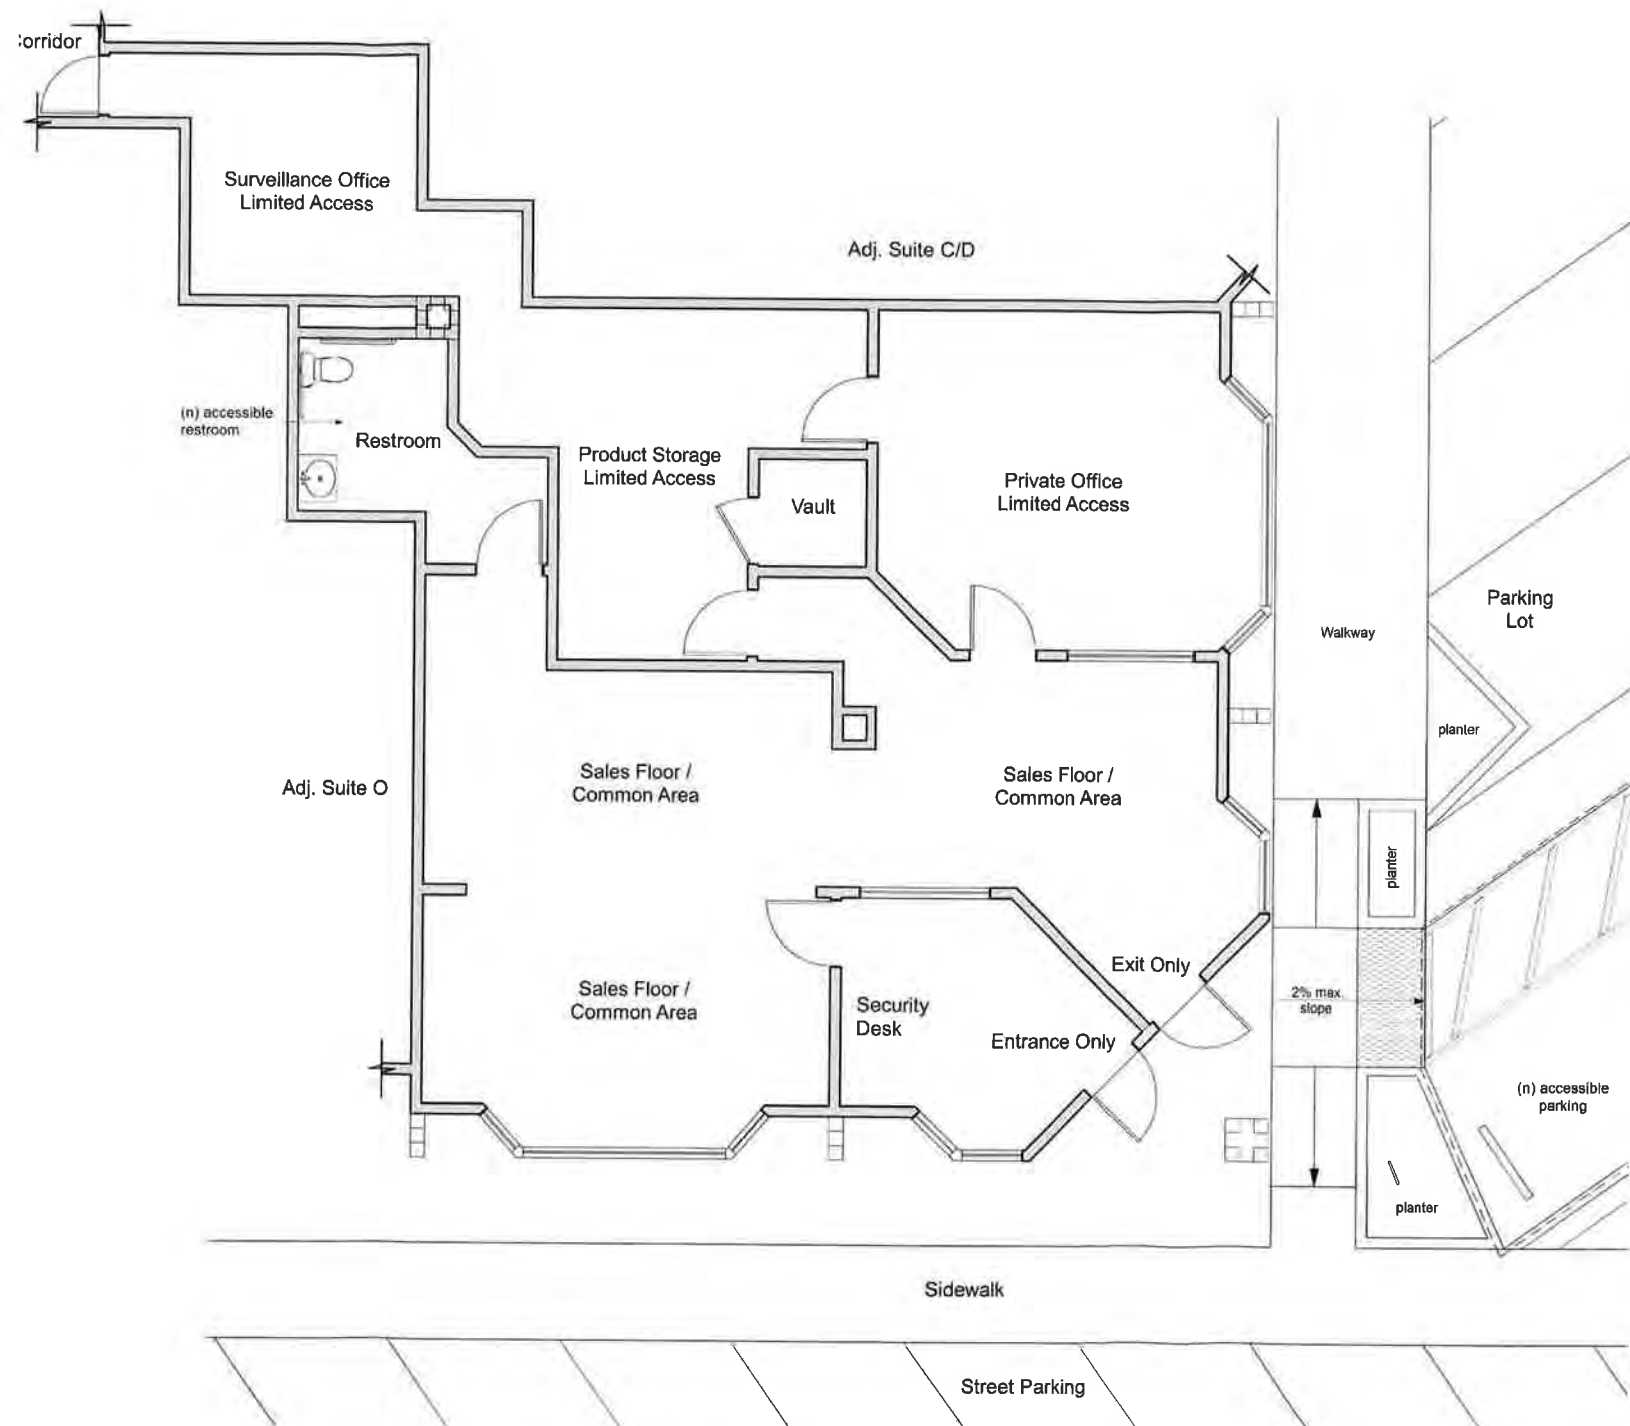 orridor
Surveillance Office
Limited Access
Adj. Suite C/D
(n) accessible
restroom
Restroom
Product Storage
Limited Access
Vault
Private Office
Limited Access
Parking
Lot
Walkway
planter
Sales Floor /
Common Area
Sales Floor /
Common Area
Adj. Suite O
planter
Exit Only
Sales Floor /
Common Area
Security
Desk
2% max.
slope
Entrance Only
(n) accessible
parking
planter
Sidewalk
Street Parking